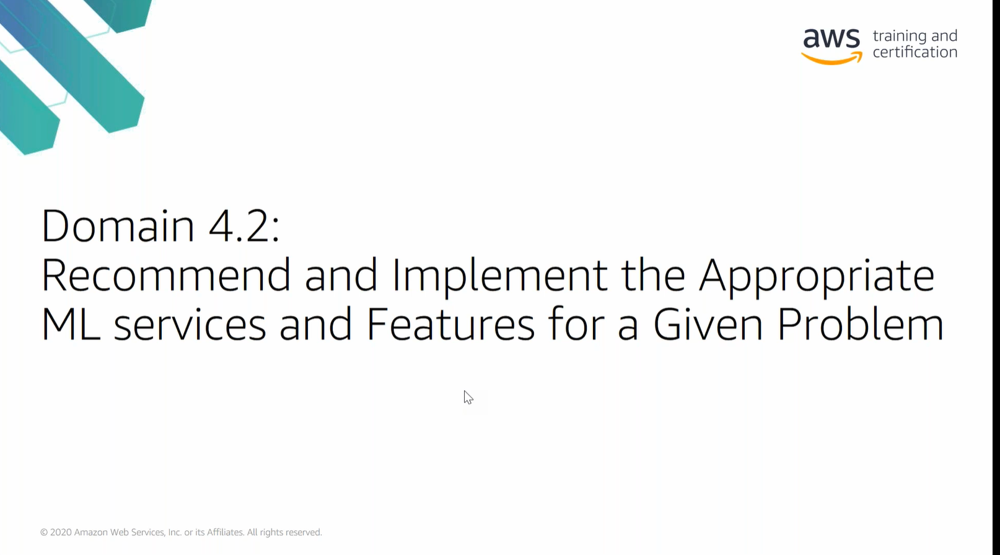 aws training and
certification
Domain 4.2:
Recommend and Implement the Appropriate
ML services and Features for a Given Problem
© 2020 Amazon Web Services, Inc. or its Affiliates. All rights reserved.